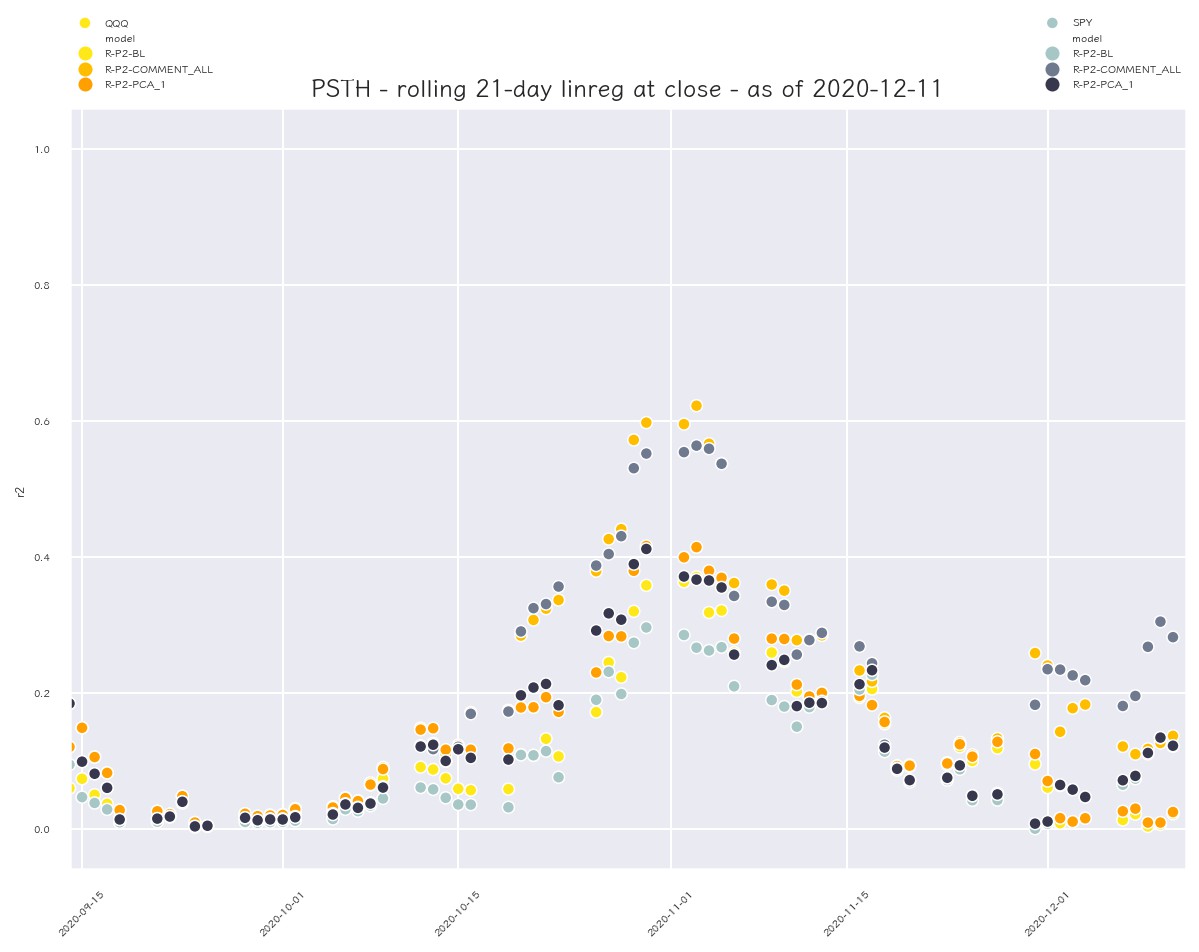 QQQ
model
R-P2-BL
R-P2-COMMENT_ALL
R-P2-PCA_1
SPY
model
R-P2-BL
R-P2-COMMENT_ALL
R-P2-PCA_1
PSTH - rolling 21-day linreg at close - as of 2020-12-11
1.0
0.8
0.6
0.4
0.2
0.0
r2
2020-09-15
2020-10-01
2020-10-15
2020-11-01
2020-11-15
2020-12-01